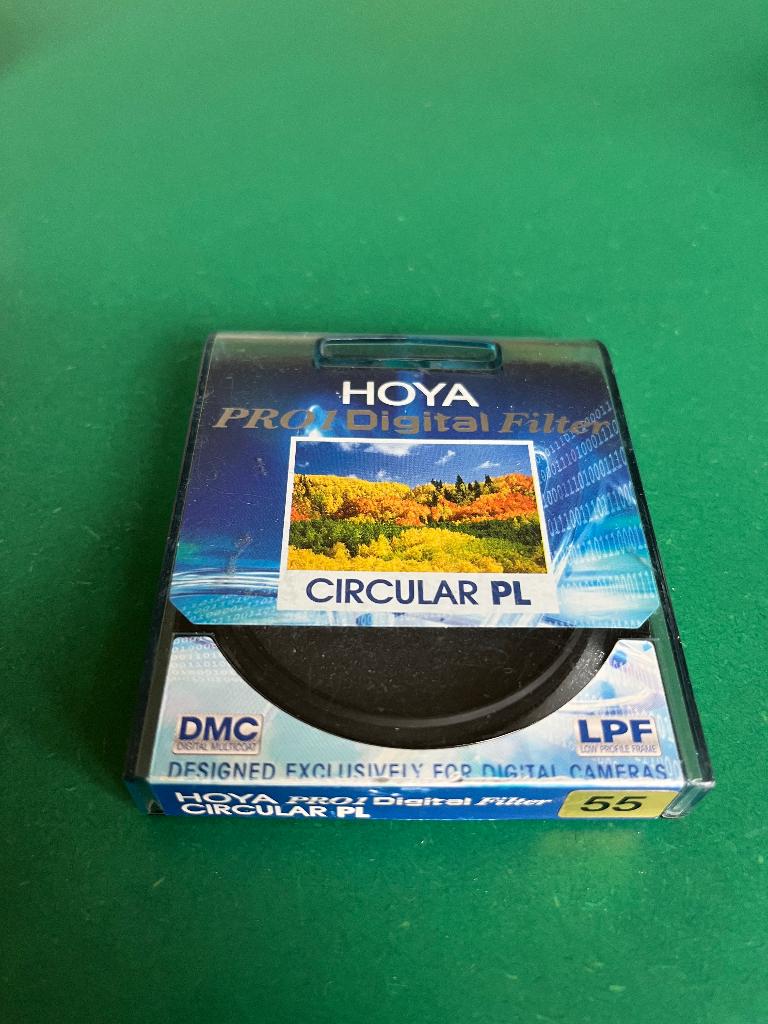 HOYA
PRO1 Digital Filter
CIRCULAR PL
DMC
DIGITAL MULTICOAT
LPF
LOW PROFILE FRAME
DESIGNED EXCLUSIVELY FOR DIGITAL CAMERAS
HOYA PRO1 Digital Filter
CIRCULAR PL
55